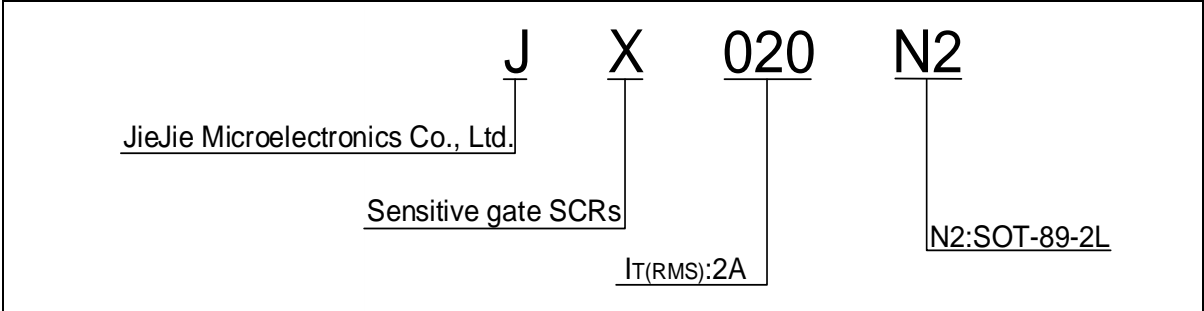 J X 020 N2
JieJie Microelectronics Co., Ltd.
Sensitive gate SCRs
N2:SOT-89-2L
IT(RMS):2A